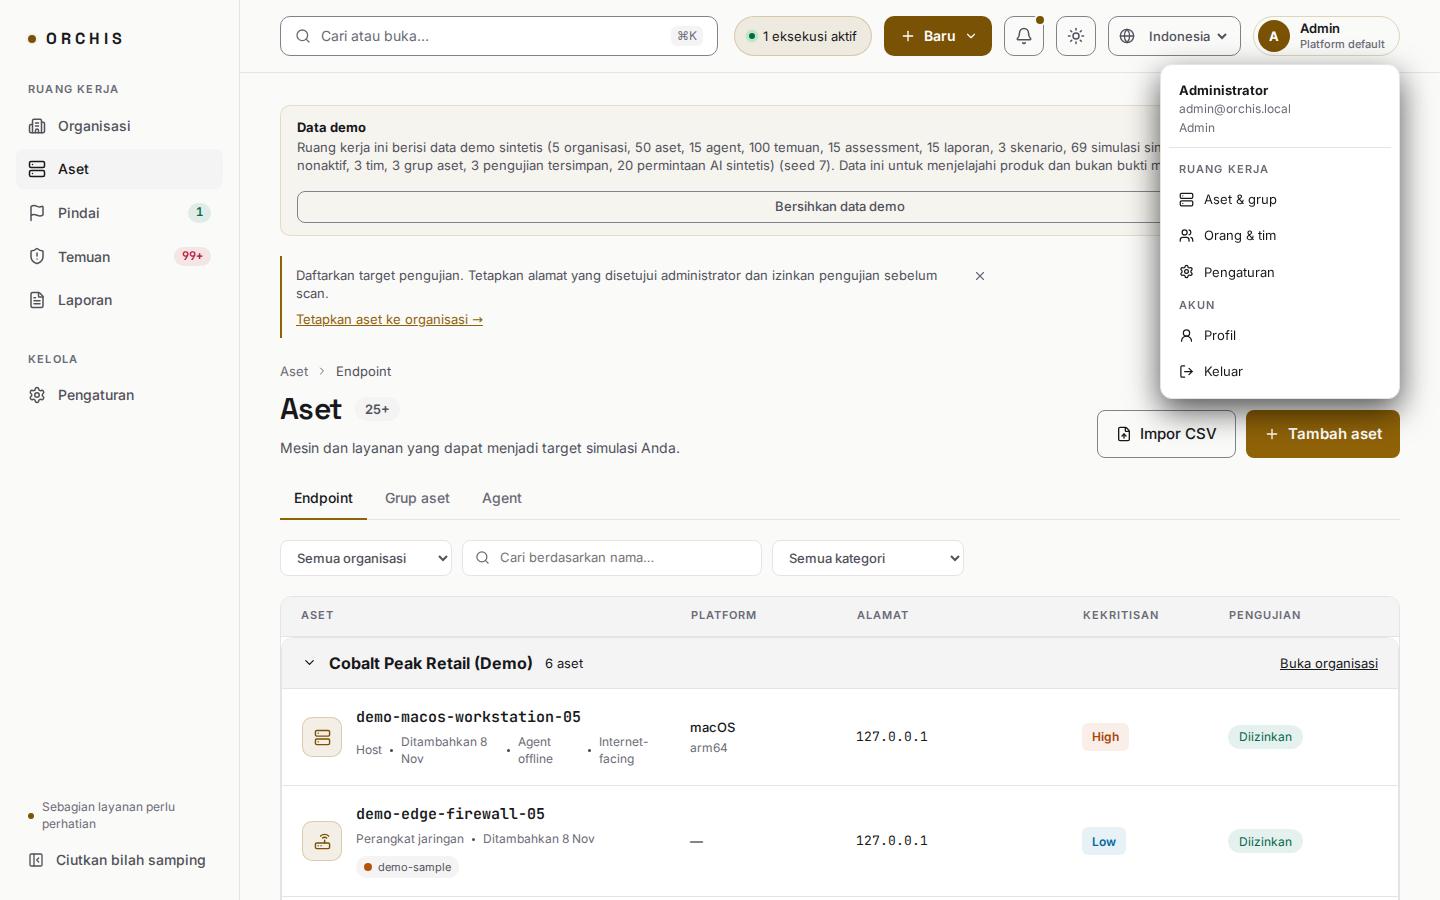 ORCHIS
Cari atau buka...
⌘K
1 eksekusi aktif
Baru
Indonesia
A
Admin
Platform default
RUANG KERJA
Organisasi
Aset
Pindai
1
Temuan
99+
Laporan
KELOLA
Pengaturan
Sebagian layanan perlu
perhatian
Ciutkan bilah samping
Administrator
admin@orchis.local
Admin
RUANG KERJA
Aset & grup
Orang & tim
Pengaturan
AKUN
Profil
Keluar
Data demo
Ruang kerja ini berisi data demo sintetis (5 organisasi, 50 aset, 15 agent, 100 temuan, 15 assessment, 15 laporan, 3 skenario, 69 simulasi
nonaktif, 3 tim, 3 grup aset, 3 pengujian tersimpan, 20 permintaan AI sintetis) (seed 7). Data ini untuk menjelajahi produk dan bukan bukti
Bersihkan data demo
Daftarkan target pengujian. Tetapkan alamat yang disetujui administrator dan izinkan pengujian sebelum
scan.
Tetapkan aset ke organisasi →
Aset > Endpoint
Aset
25+
Mesin dan layanan yang dapat menjadi target simulasi Anda.
Impor CSV
Tambah aset
Endpoint
Grup aset
Agent
Semua organisasi
Cari berdasarkan nama...
Semua kategori
ASET PLATFORM ALAMAT KEKRITISAN PENGUJIAN
Cobalt Peak Retail (Demo) 6 aset
Buka organisasi
demo-macos-workstation-05
Host • Ditambahkan 8 Nov • Agent offline • Internet-facing
macOS
arm64
127.0.0.1
High
Diizinkan
demo-edge-firewall-05
Perangkat jaringan • Ditambahkan 8 Nov
demo-sample
—
127.0.0.1
Low
Diizinkan